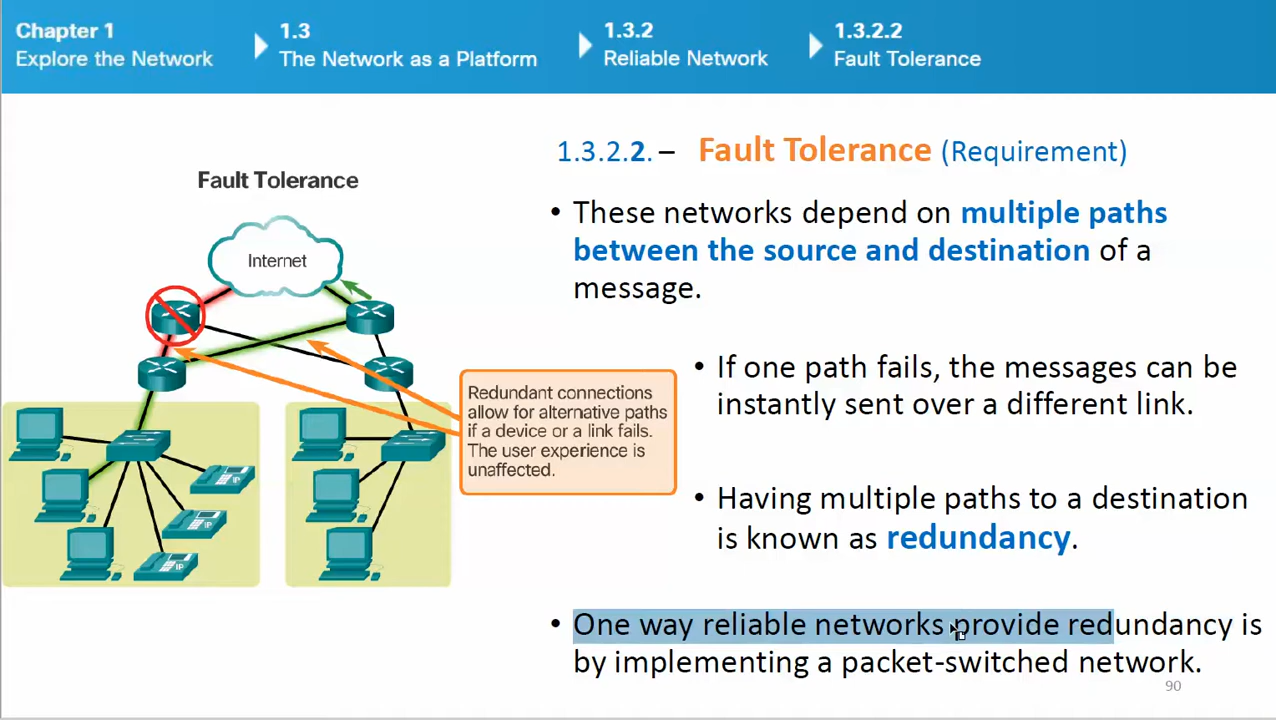 Chapter 1
Explore the Network
1.3
The Network as a Platform
1.3.2
Reliable Network
1.3.2.2
Fault Tolerance
1.3.2.2. – Fault Tolerance (Requirement)
Fault Tolerance
Internet
Redundant connections
allow for alternative paths
if a device or a link fails.
The user experience is
unaffected.
IP
IP
IP
• These networks depend on multiple paths
between the source and destination of a
message.
• If one path fails, the messages can be
instantly sent over a different link.
• Having multiple paths to a destination
is known as redundancy.
• One way reliable networks provide redundancy is
by implementing a packet-switched network.
90